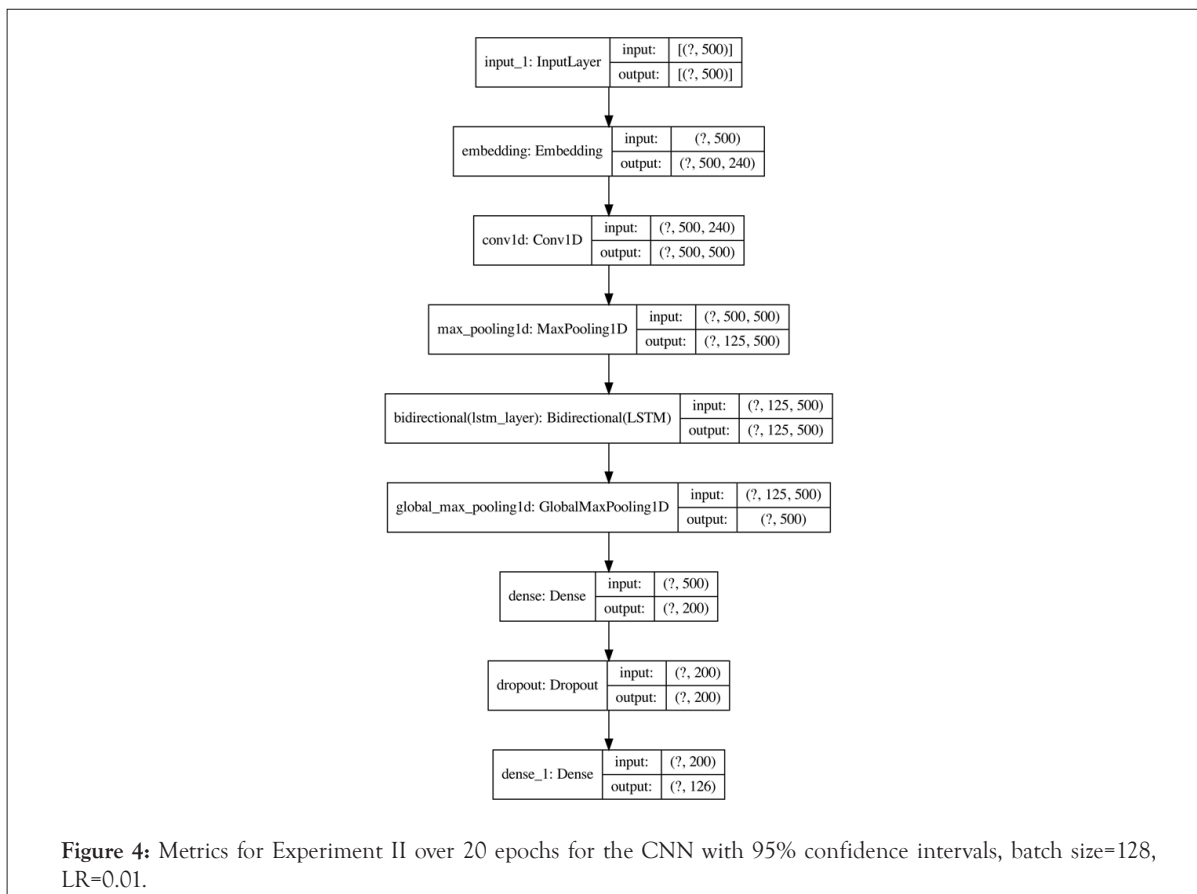 input_1: InputLayer
input: [(?, 500)]
output: [(?, 500)]
embedding: Embedding
input: (?, 500)
output: (?, 500, 240)
conv1d: Conv1D
input: (?, 500, 240)
output: (?, 500, 500)
max_pooling1d: MaxPooling1D
input: (?, 500, 500)
output: (?, 125, 500)
bidirectional(lstm_layer): Bidirectional(LSTM)
input: (?, 125, 500)
output: (?, 125, 500)
global_max_pooling1d: GlobalMaxPooling1D
input: (?, 125, 500)
output: (?, 500)
dense: Dense
input: (?, 500)
output: (?, 200)
dropout: Dropout
input: (?, 200)
output: (?, 200)
dense_1: Dense
input: (?, 200)
output: (?, 126)
Figure 4: Metrics for Experiment II over 20 epochs for the CNN with 95% confidence intervals, batch size=128,
LR=0.01.